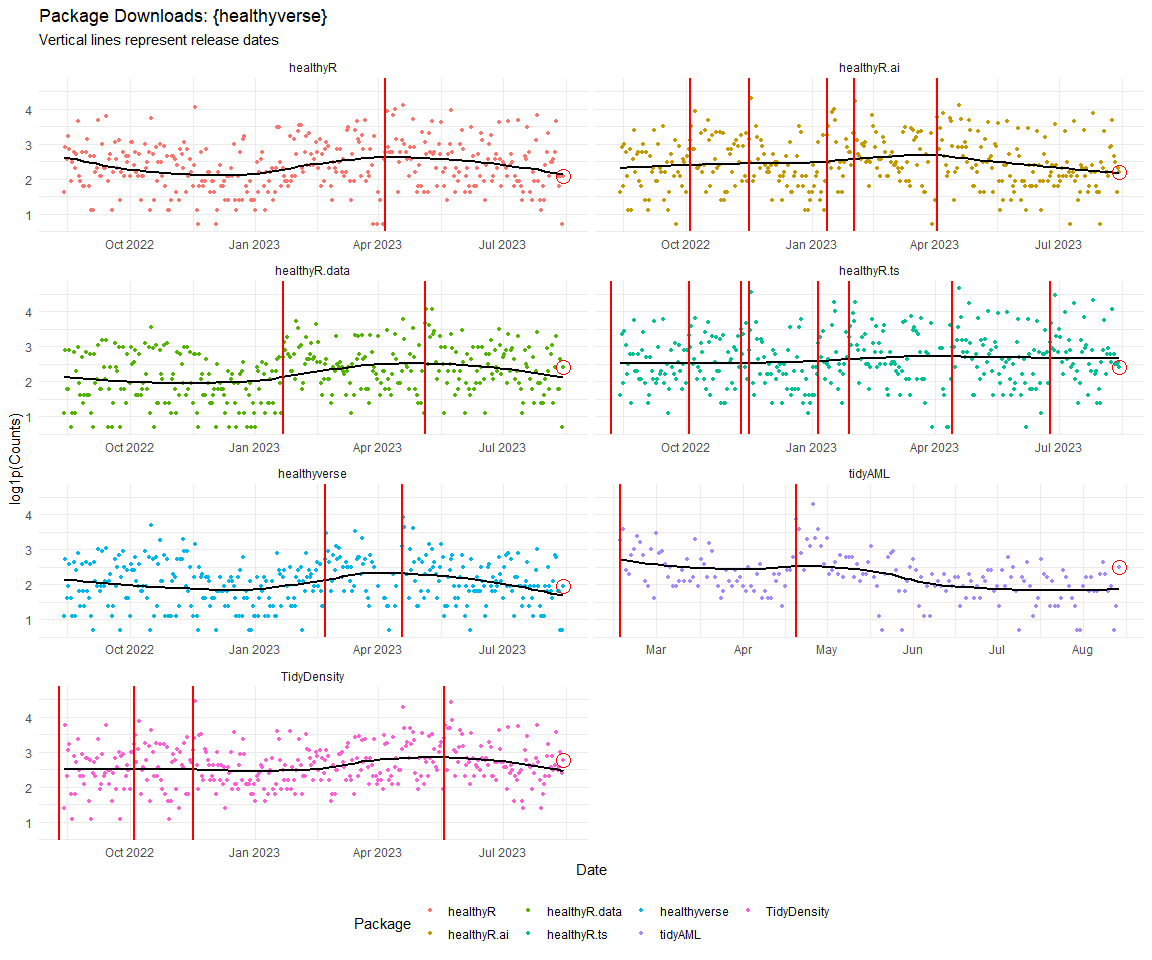 Package Downloads: {healthyverse}
Vertical lines represent release dates
healthyR
healthyR.ai
4
3
2
1
Oct 2022 Jan 2023 Apr 2023 Jul 2023
Oct 2022 Jan 2023 Apr 2023 Jul 2023
healthyR.data
healthyR.ts
4
3
2
1
Oct 2022 Jan 2023 Apr 2023 Jul 2023
Oct 2022 Jan 2023 Apr 2023 Jul 2023
log1p(Counts)
healthyverse
tidyAML
4
3
2
1
Oct 2022 Jan 2023 Apr 2023 Jul 2023
Mar Apr May Jun Jul Aug
TidyDensity
4
3
2
1
Oct 2022 Jan 2023 Apr 2023 Jul 2023
Date
Package
healthyR healthyR.data healthyverse TidyDensity
healthyR.ai healthyR.ts tidyAML